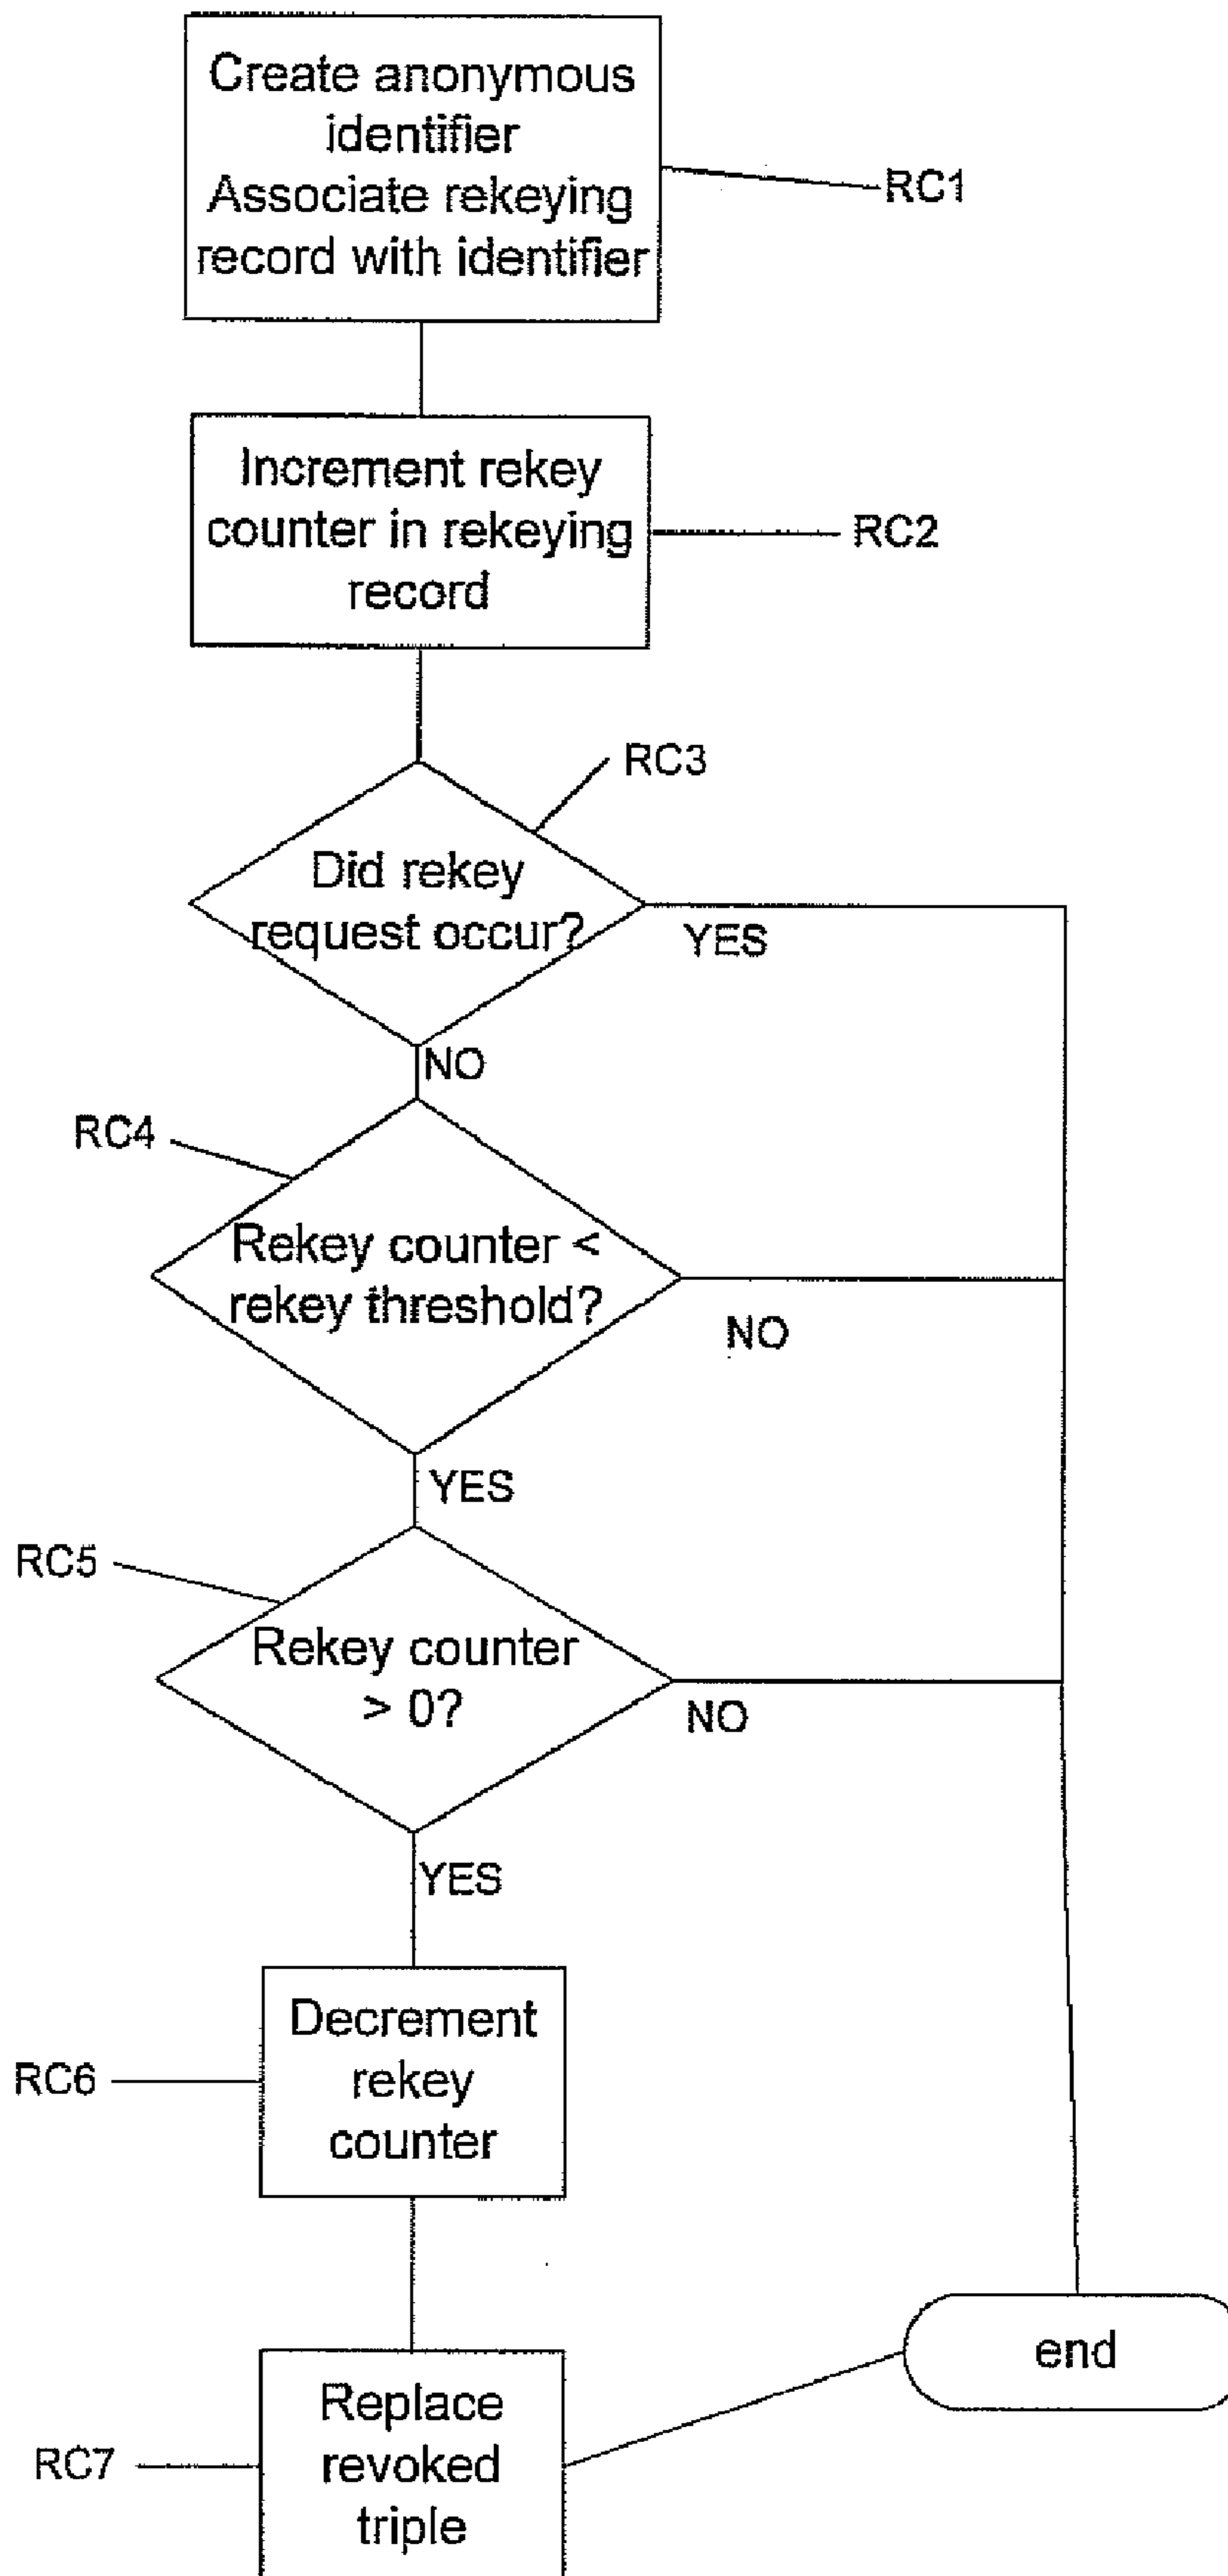 Create anonymous
identifier
Associate rekeying
record with identifier
RC1
Increment rekey
counter in rekeying
record
RC2
RC3
Did rekey
request occur?
YES
NO
RC4
Rekey counter <
rekey threshold?
NO
YES
RC5
Rekey counter
> 0?
NO
YES
Decrement
rekey
counter
RC6
end
Replace
revoked
triple
RC7